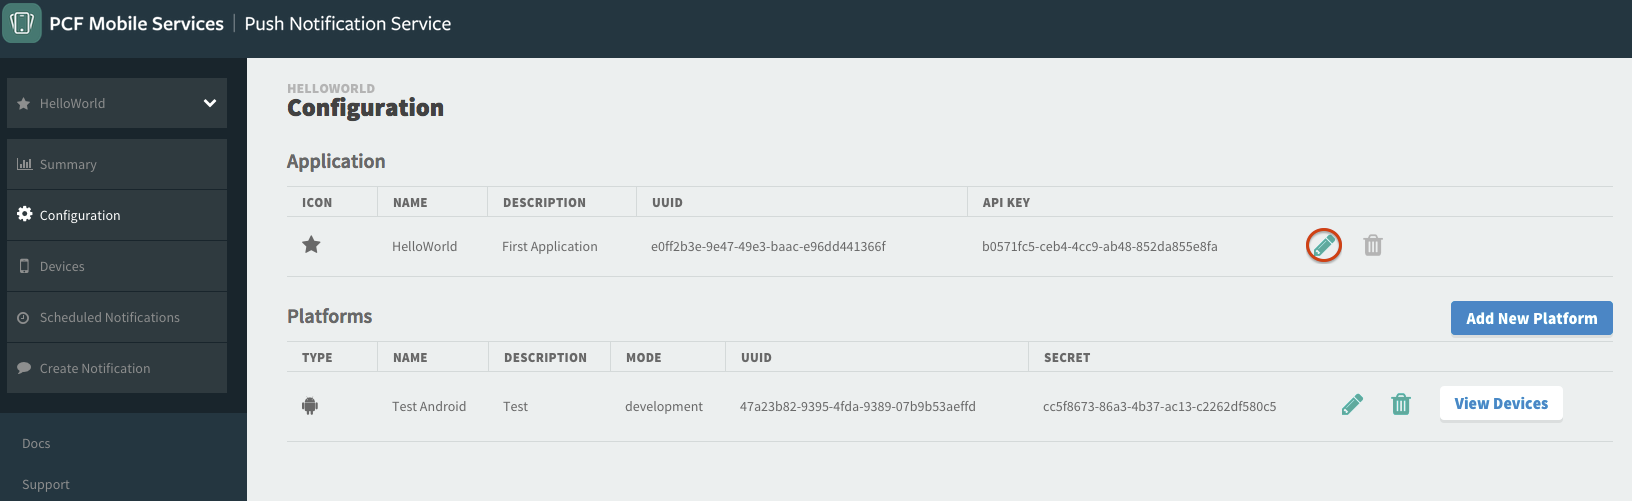 PCF Mobile Services | Push Notification Service
HelloWorld
Summary
Configuration
Devices
Scheduled Notifications
Create Notification
Docs
Support
HELLOWORLD
Configuration
Application
ICON NAME DESCRIPTION UUID API KEY
HelloWorld First Application e0ff2b3e-9e47-49e3-baac-e96dd441366f b0571fc5-ceb4-4cc9-ab48-852da855e8fa
Platforms
Add New Platform
TYPE NAME DESCRIPTION MODE UUID SECRET
Test Android Test development 47a23b82-9395-4fda-9389-07b9b53aeffd cc5f8673-86a3-4b37-ac13-c2262df580c5 View Devices